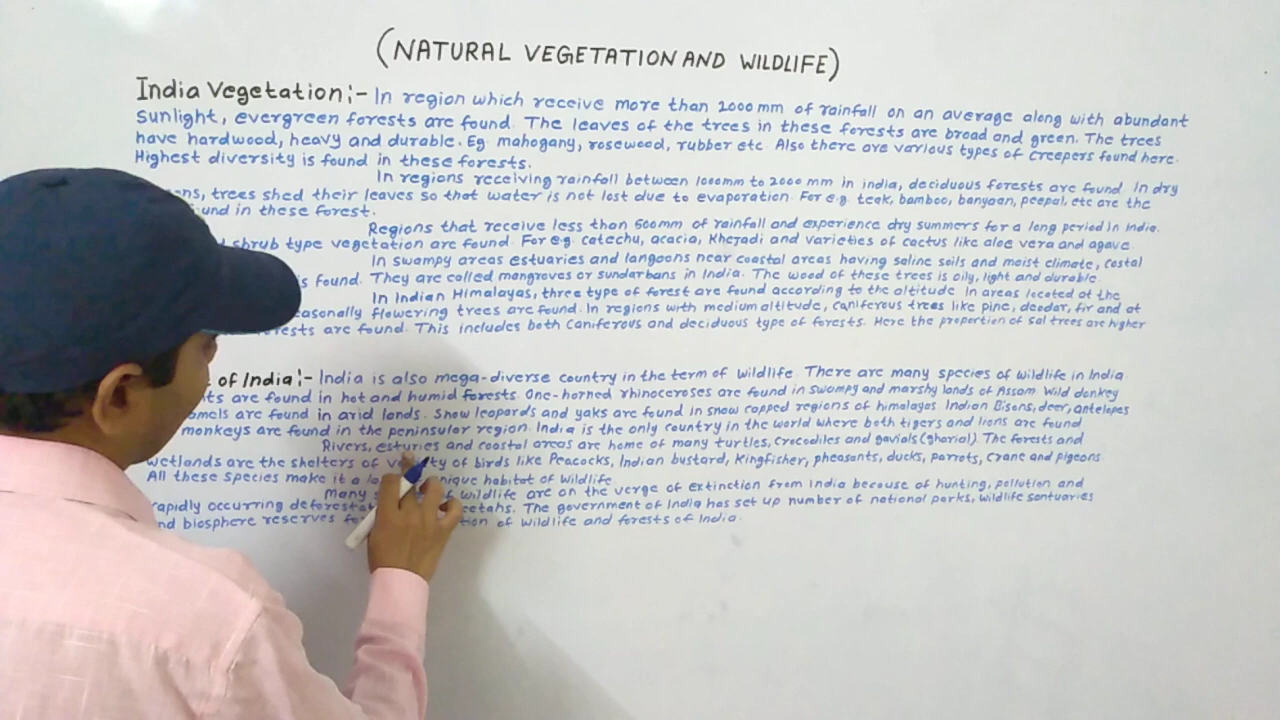 (NATURAL VEGETATION AND WILDLIFE)
India Vegetation:- In region which receive more than 2000 mm of rainfall on an average along with abundant
sunlight, evergreen forests are found. The leaves of the trees in these forests are broad and green. The trees
have hardwood, heavy and durable. Eg. mahogany, rosewood, rubber etc Also there are various types of creepers found here.
Highest diversity is found in these forests.
In regions receiving rainfall between 1000mm to 2000 mm in india, deciduous forests are found. In dry
trees shed their leaves so that water is not lost due to evaporation. For e.g. teak, bamboo, banyaan, peepal, etc are the
in these forest.
Regions that receive less than 500mm of rainfall and experience dry summers for a long period in India.
shrub type vegetation are found. For e.g. catechu, acacia, Khejadi and varieties of cactus like aloe vera and agave.
In swampy areas estuaries and langoons near coastal areas having saline soils and moist climate, costal
is found. They are called mangroves or sundarbans in India. The wood of these trees is oily, light and durable.
In Indian Himalayas, three type of forest are found according to the altitude. In areas located at the
flowering trees are found. In regions with medium altitude, caniferous trees like pine, deodar, fir and at
are found. This includes both Caniferous and deciduous type of forests. Here the proportion of Sal trees are higher
of India:- India is also mega-diverse country in the term of wildlife. There are many species of wildlife in India
are found in hot and humid forests. One-horned rhinoceroses are found in swampy and marshy lands of Assam. Wild donkey
are found in arid lands. Snow leopards and yaks are found in snow capped regions of himalayas. Indian Bisons, deer, antelopes
monkeys are found in the peninsular region. India is the only country in the world where both tigers and lions are found
Rivers, esturies and coastal areas are home of many turtles, crocodiles and gavials (gharial). The forests and
wetlands are the shelters of of birds like Peacocks, Indian bustard, Kingfisher, pheasants, ducks, parrots, crane and pigeons
All these species make it a habitat of wildlife
Many of wildlife are on the verge of extinction from India because of hunting, pollution and
occurring The government of India has set up number of national parks, wildlife santuaries
biosphere reserves of wildlife and forests of India.